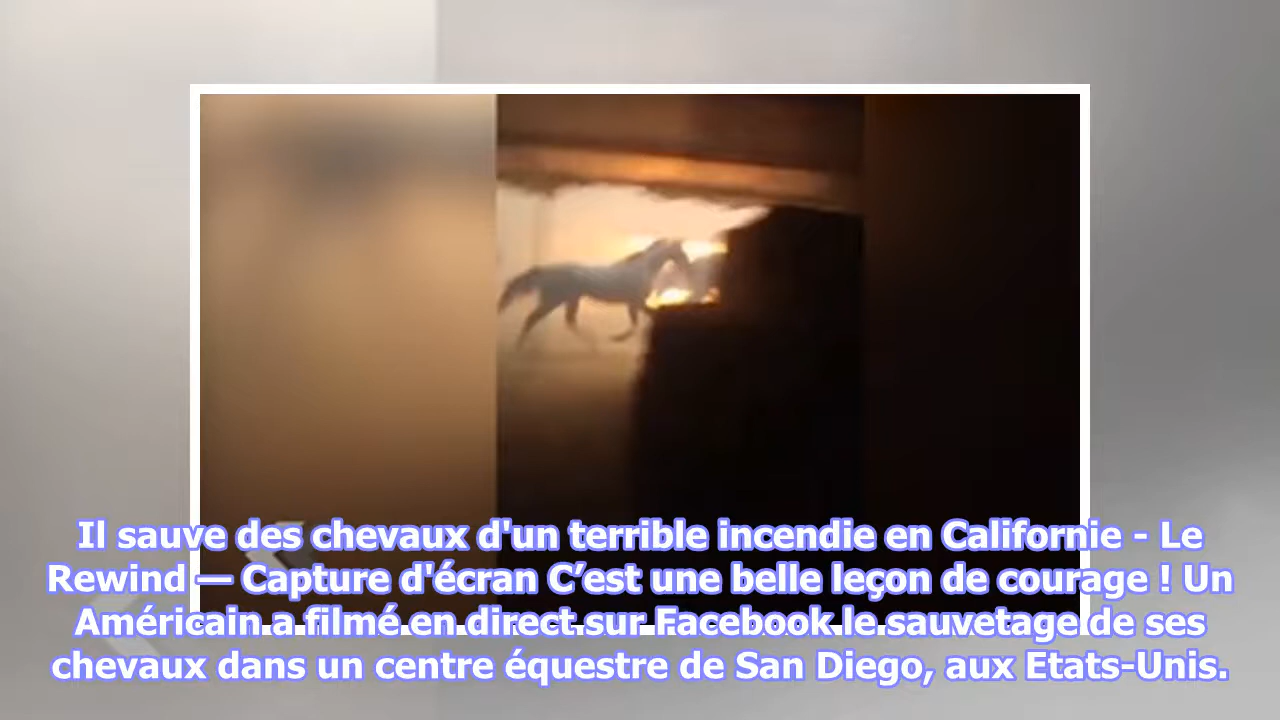 Il sauve des chevaux d'un terrible incendie en Californie - Le
Rewind — Capture d'écran C’est une belle leçon de courage ! Un
Américain a filmé en direct sur Facebook le sauvetage de ses
chevaux dans un centre équestre de San Diego, aux Etats-Unis.